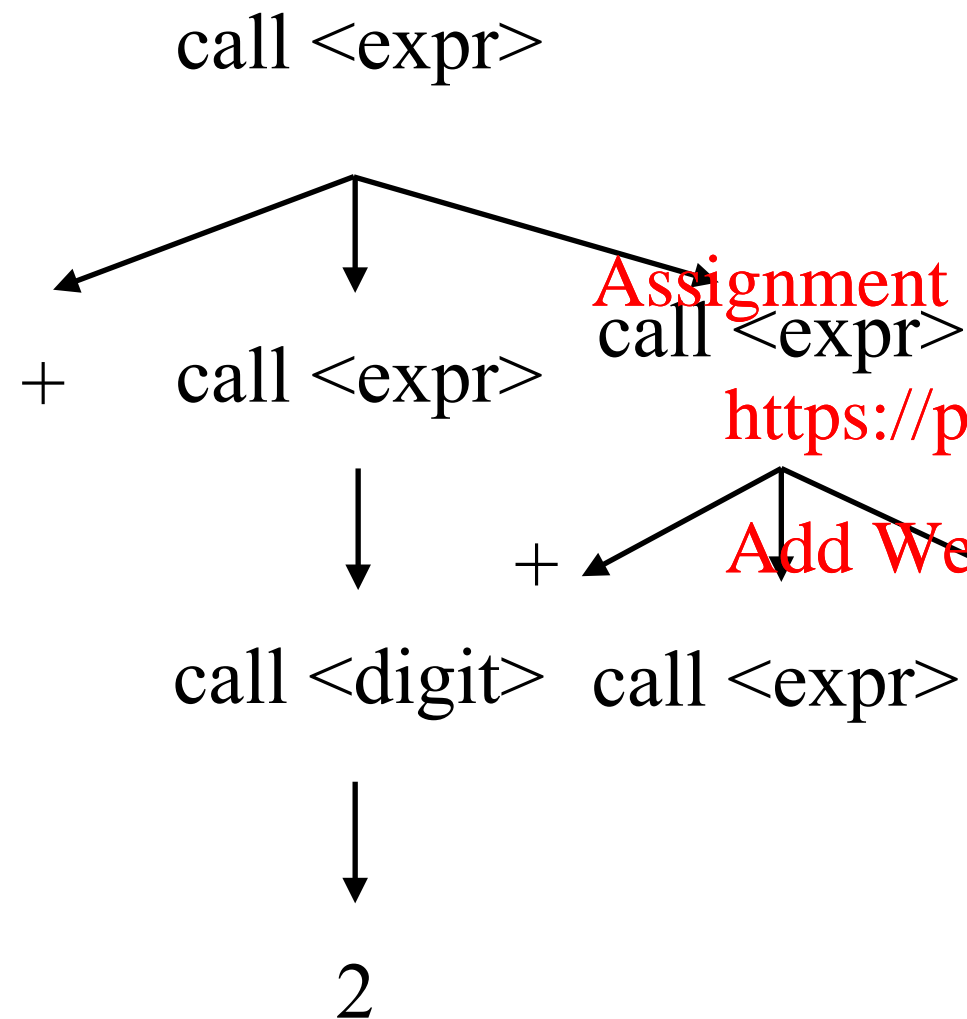 call <expr>
Assignment
call <expr>
+ call <expr>
https://p
Add We
+
call <digit> call <expr>
2